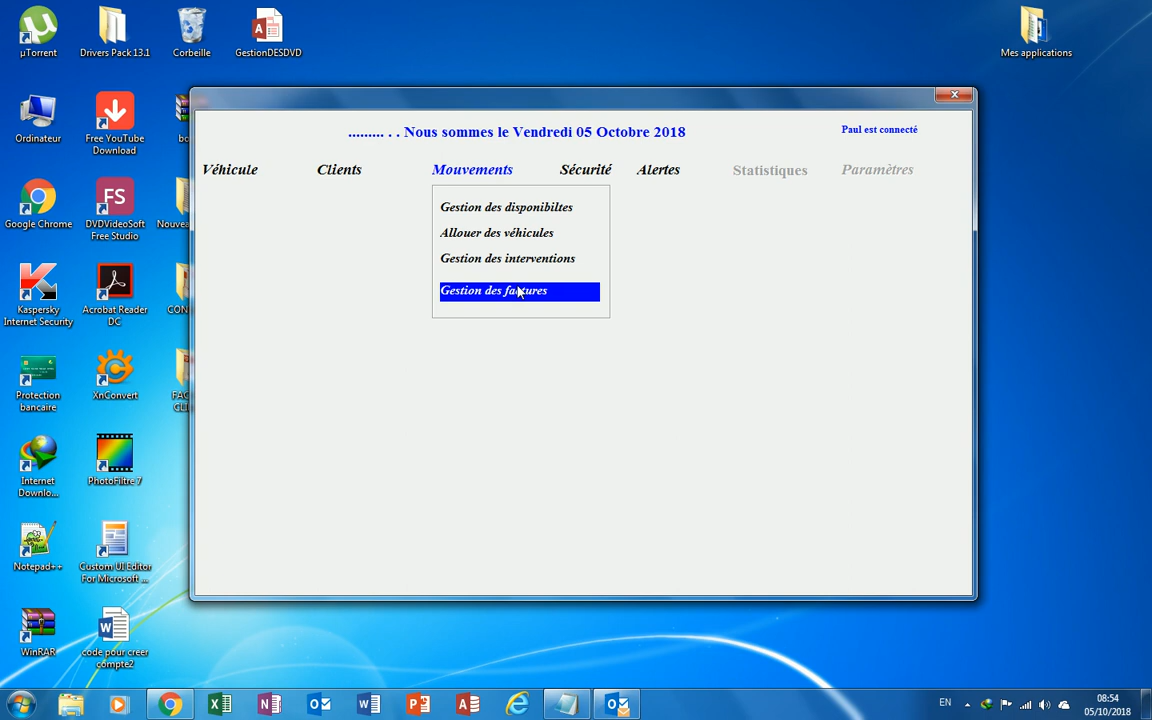 µTorrent
Drivers Pack 13.1
Corbeille
GestionDESDVD
Mes applications
Ordinateur
Free YouTube
Download
Google Chrome
DVDVideoSoft
Free Studio
Kaspersky
Internet Security
Acrobat Reader
DC
Protection
bancaire
XnConvert
Internet
Downlo...
PhotoFiltre 7
Notepad++
Custom UI Editor
For Microsoft ...
WinRAR
code pour creer
compte2
......... . . Nous sommes le Vendredi 05 Octobre 2018
Paul est connecté
Véhicule
Clients
Mouvements
Sécurité
Alertes
Statistiques
Paramètres
Gestion des disponibiltes
Allouer des véhicules
Gestion des interventions
Gestion des factures
EN
08:54
05/10/2018